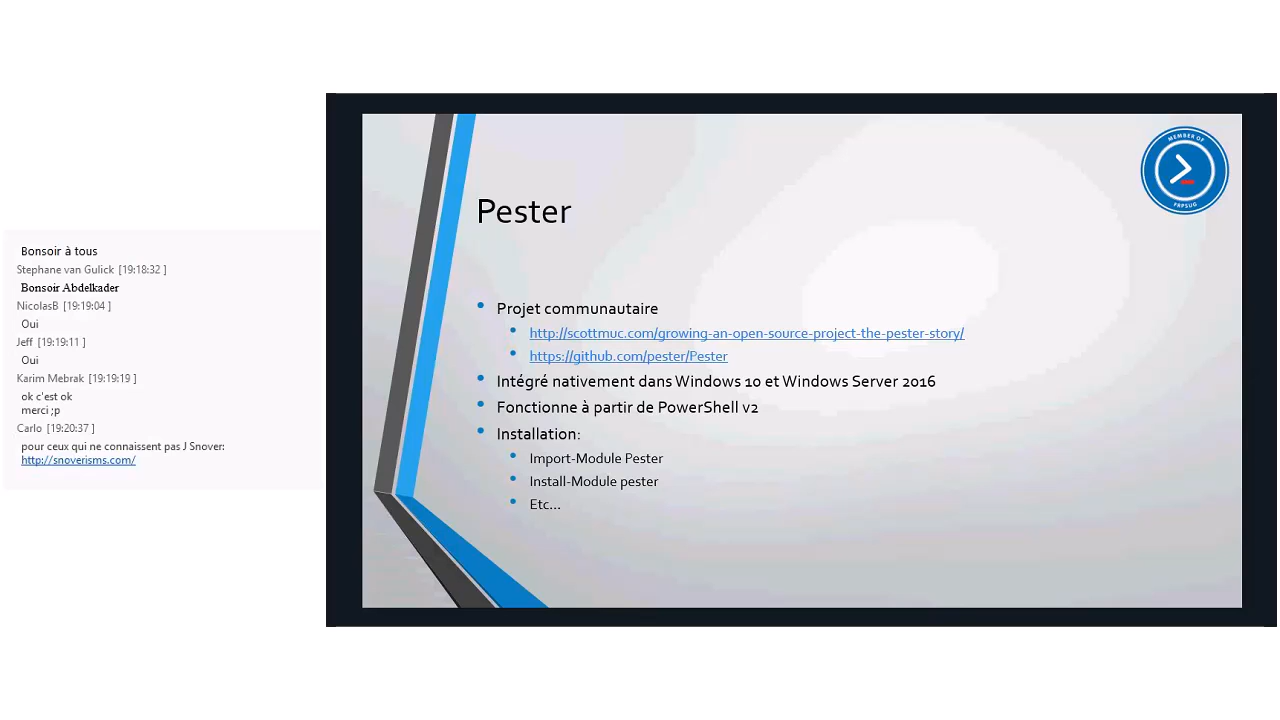 Bonsoir à tous
Stephane van Gulick [19:18:32 ]
Bonsoir Abdelkader
NicolasB [19:19:04 ]
Oui
Jeff [19:19:11 ]
Oui
Karim Mebrak [19:19:19 ]
ok c'est ok
merci ;p
Carlo [19:20:37 ]
pour ceux qui ne connaissent pas J Snover:
http://snoverisms.com/
MEMBER OF
FRPSUG
Pester
• Projet communautaire
• http://scottmuc.com/growing-an-open-source-project-the-pester-story/
• https://github.com/pester/Pester
• Intégré nativement dans Windows 10 et Windows Server 2016
• Fonctionne à partir de PowerShell v2
• Installation:
• Import-Module Pester
• Install-Module pester
• Etc...